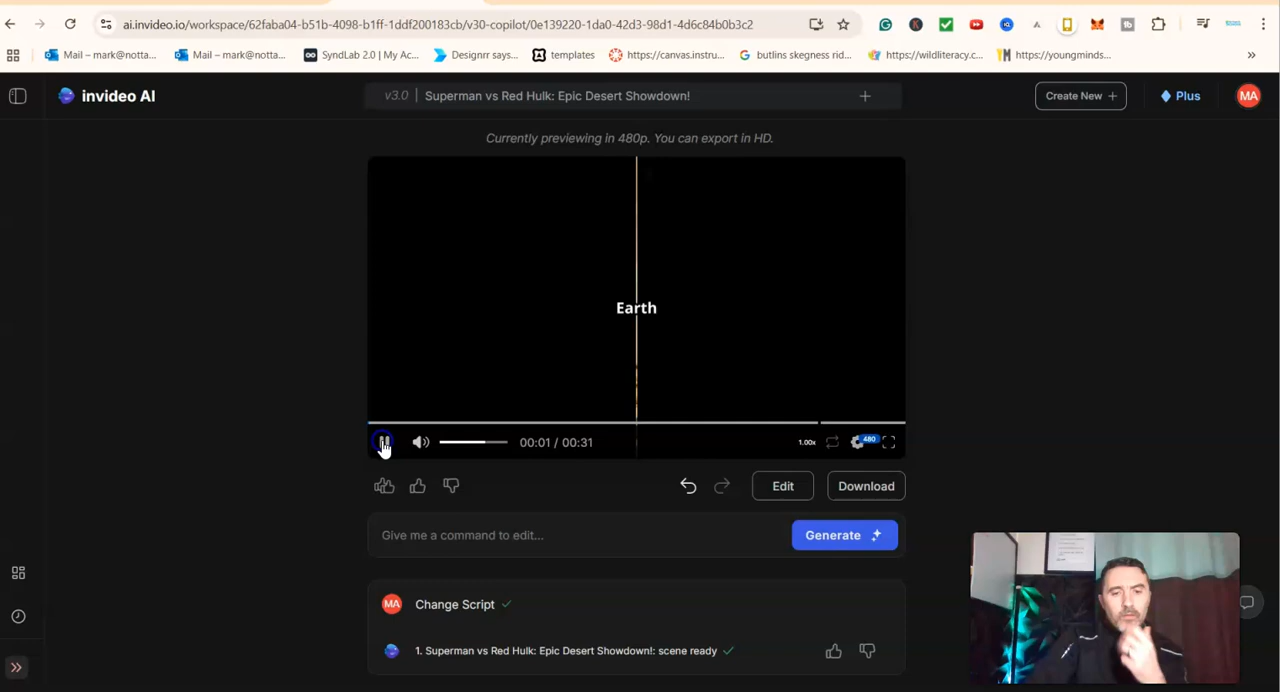 ai.invideo.io/workspace/62faba04-b51b-4098-b1ff-1ddf200183cb/v30-copilot/0e139220-1da0-42d3-98d1-4d6c84b0b3c2
Mail – mark@notta...
Mail – mark@notta...
SyndLab 2.0 | My Ac...
Designrr says...
templates
https://canvas.instru...
butlins skegness rid...
https://wildliteracy.c...
https://youngminds...
invideo AI
v3.0 Superman vs Red Hulk: Epic Desert Showdown!
Create New +
Plus
MA
Currently previewing in 480p. You can export in HD.
Earth
00:01 / 00:31
1.00x
480
Edit
Download
Give me a command to edit...
Generate
MA
Change Script
1. Superman vs Red Hulk: Epic Desert Showdown!: scene ready